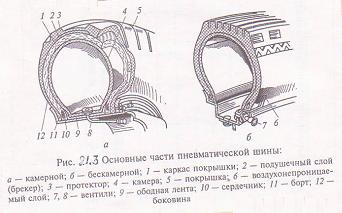 1 2 3 4 5
12 11 10 9 8
7 6
а б
Рис. 21.3 Основные части пневматической шины:
а — камерной; б — бескамерной; 1 — каркас покрышки; 2 — подушечный слой
(брекер); 3 — протектор; 4 — камера; 5 — покрышка; 6 — воздухонепроницае-
мый слой; 7, 8 — вентили; 9 — ободная лента; 10 — сердечник; 11 — борт; 12 —
боковина